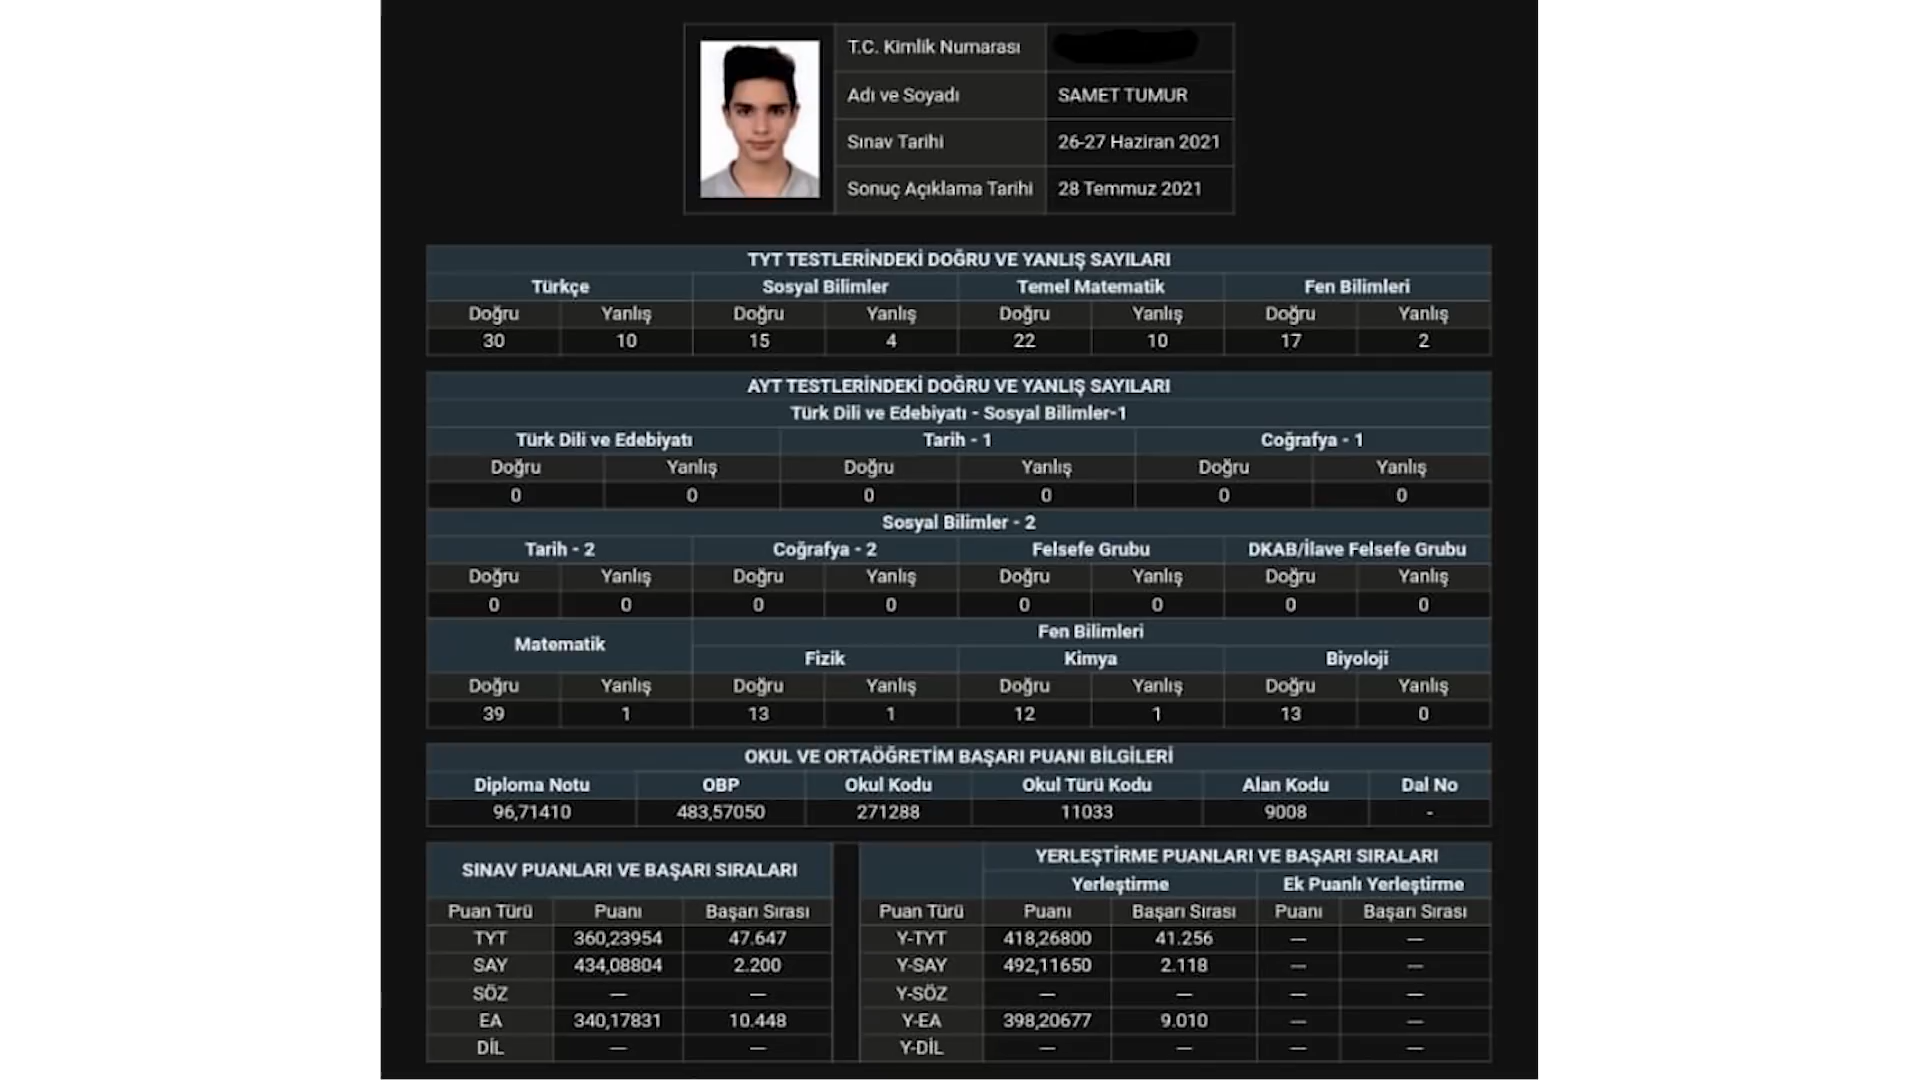 T.C. Kimlik Numarası
Adı ve Soyadı SAMET TUMUR
Sınav Tarihi 26-27 Haziran 2021
Sonuç Açıklama Tarihi 28 Temmuz 2021
TYT TESTLERİNDEKİ DOĞRU VE YANLIŞ SAYILARI
Türkçe Sosyal Bilimler Temel Matematik Fen Bilimleri
Doğru Yanlış Doğru Yanlış Doğru Yanlış Doğru Yanlış
30 10 15 4 22 10 17 2
AYT TESTLERİNDEKİ DOĞRU VE YANLIŞ SAYILARI
Türk Dili ve Edebiyatı - Sosyal Bilimler-1
Türk Dili ve Edebiyatı Tarih - 1 Coğrafya - 1
Doğru Yanlış Doğru Yanlış Doğru Yanlış
0 0 0 0 0 0
Sosyal Bilimler - 2
Tarih - 2 Coğrafya - 2 Felsefe Grubu DKAB/İlave Felsefe Grubu
Doğru Yanlış Doğru Yanlış Doğru Yanlış Doğru Yanlış
0 0 0 0 0 0 0 0
Matematik Fen Bilimleri
Fizik Kimya Biyoloji
Doğru Yanlış Doğru Yanlış Doğru Yanlış Doğru Yanlış
39 1 13 1 12 1 13 0
OKUL VE ORTAÖĞRETİM BAŞARI PUANI BİLGİLERİ
Diploma Notu OBP Okul Kodu Okul Türü Kodu Alan Kodu Dal No
96,71410 483,57050 271288 11033 9008 -
SINAV PUANLARI VE BAŞARI SIRALARI
Puan Türü Puanı Başarı Sırası
TYT 360,23954 47.647
SAY 434,08804 2.200
SÖZ — —
EA 340,17831 10.448
DİL — —
YERLEŞTİRME PUANLARI VE BAŞARI SIRALARI
Yerleştirme Ek Puanlı Yerleştirme
Puan Türü Puanı Başarı Sırası Puanı Başarı Sırası
Y-TYT 418,26800 41.256 — —
Y-SAY 492,11650 2.118 — —
Y-SÖZ — — — —
Y-EA 398,20677 9.010 — —
Y-DİL — — — —